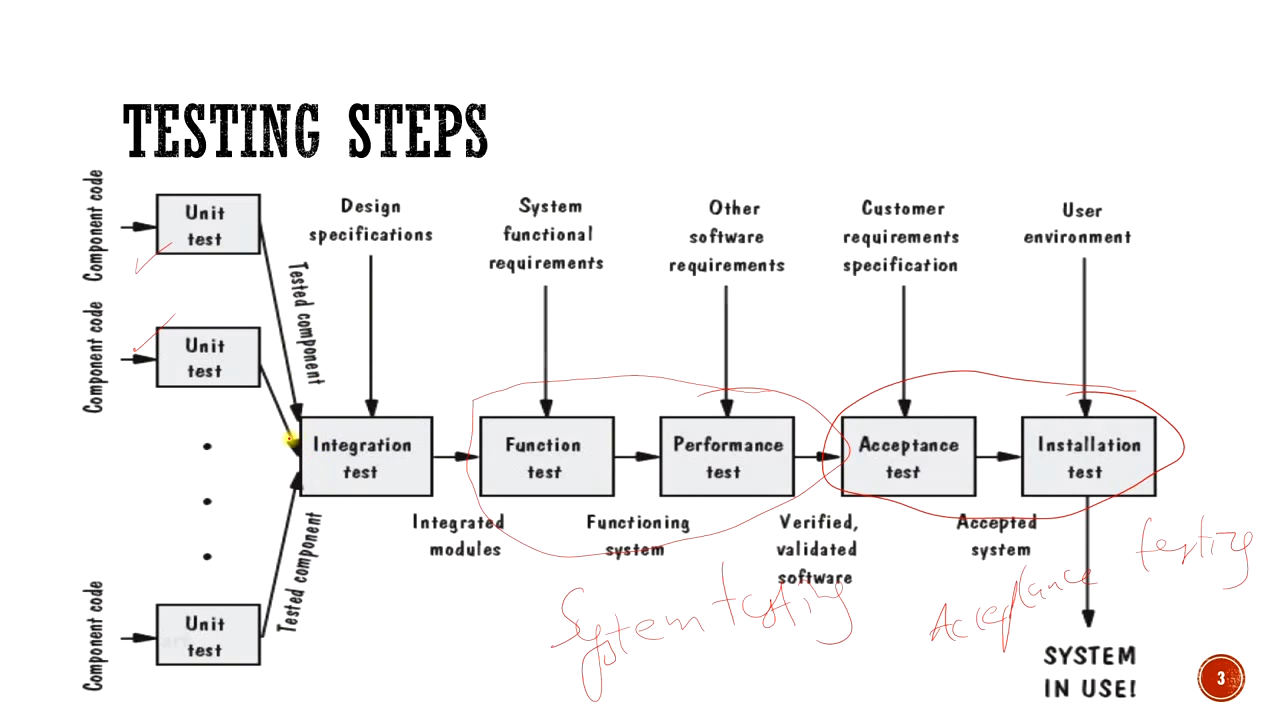 TESTING STEPS
Component code
Unit
test
Component code
Unit
test
Component code
Unit
test
Tested component
Tested component
Design
specifications
System
functional
requirements
Other
software
requirements
Customer
requirements
specification
User
environment
Integration
test
Function
test
Performance
test
Acceptance
test
Installation
test
Integrated
modules
Functioning
system
Verified,
validated
software
Accepted
system
System testing
Acceptance testing
SYSTEM
IN USE!
3